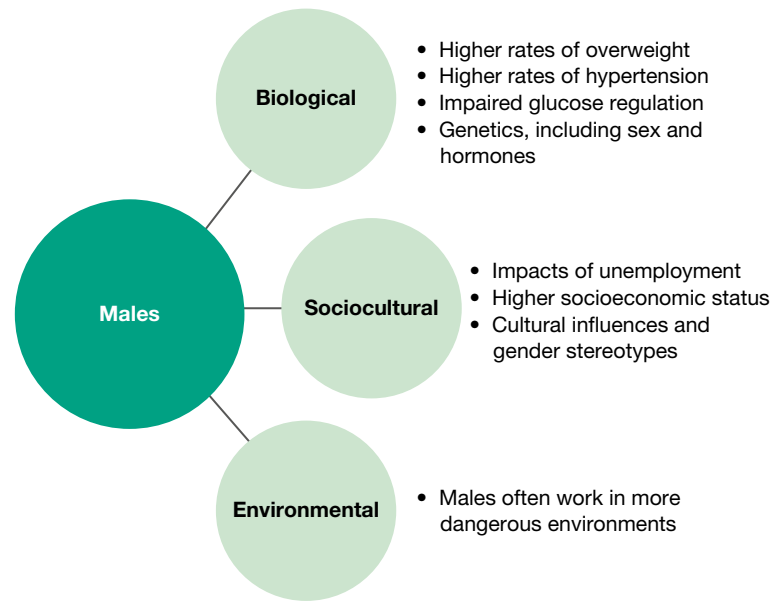 Males
Biological
• Higher rates of overweight
• Higher rates of hypertension
• Impaired glucose regulation
• Genetics, including sex and
hormones
Sociocultural
• Impacts of unemployment
• Higher socioeconomic status
• Cultural influences and
gender stereotypes
Environmental
• Males often work in more
dangerous environments